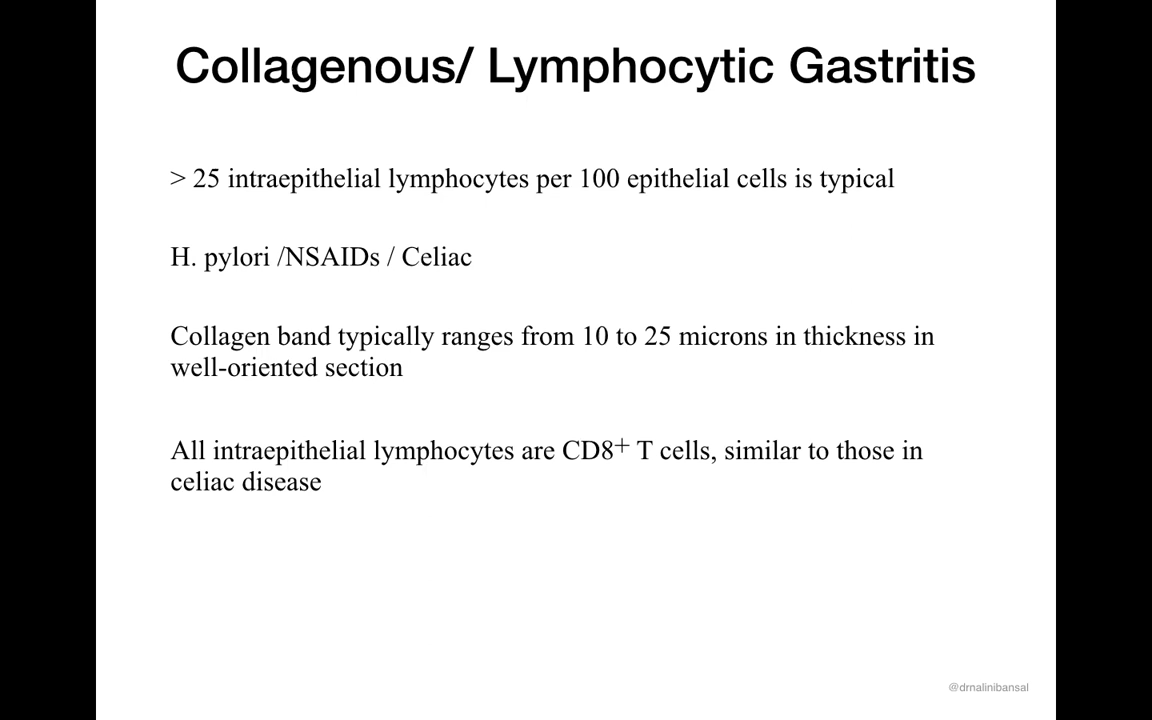 Collagenous/ Lymphocytic Gastritis
> 25 intraepithelial lymphocytes per 100 epithelial cells is typical
H. pylori /NSAIDs / Celiac
Collagen band typically ranges from 10 to 25 microns in thickness in
well-oriented section
All intraepithelial lymphocytes are CD8+ T cells, similar to those in
celiac disease
@drnalinibansal